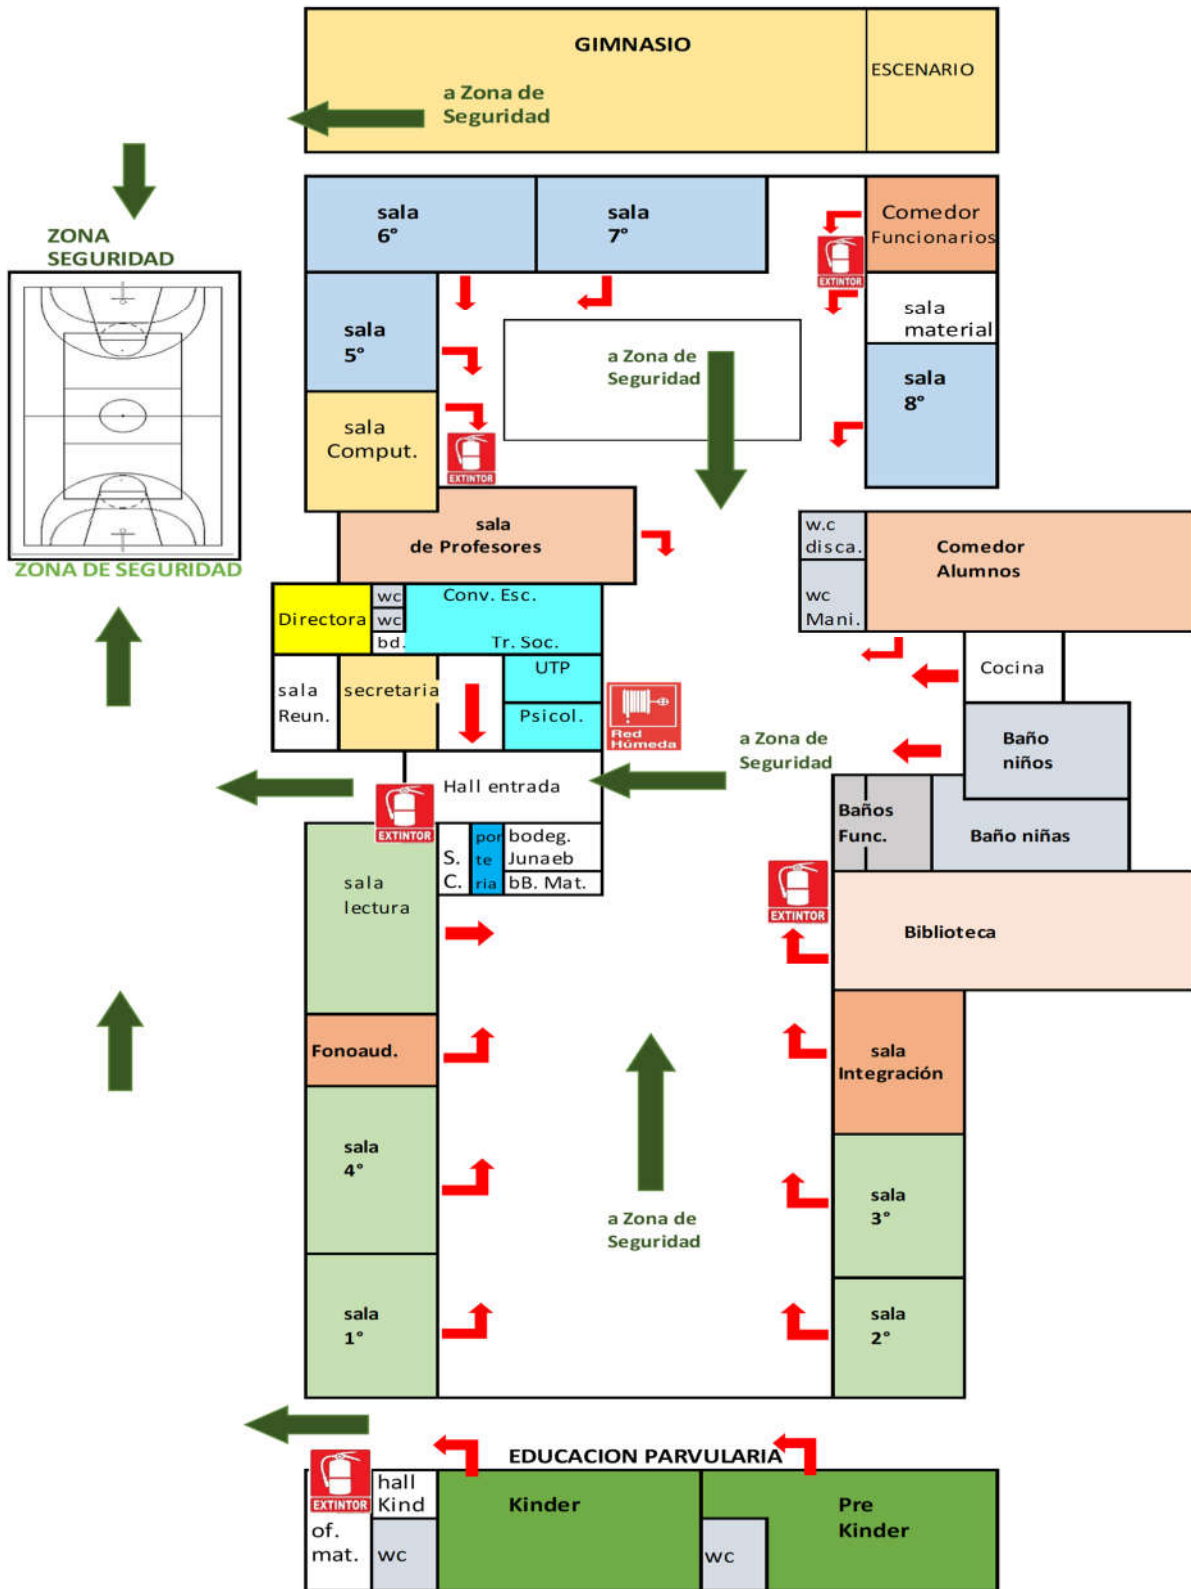 GIMNASIO
ESCENARIO
a Zona de
Seguridad
ZONA
SEGURIDAD
ZONA DE SEGURIDAD
sala
6°
sala
7°
Comedor
Funcionarios
EXTINTOR
sala
material
sala
5°
a Zona de
Seguridad
sala
8°
sala
Comput.
EXTINTOR
sala
de Profesores
w.c
disca.
Comedor
Alumnos
wc
Mani.
Directora
wc
wc
bd.
Conv. Esc.
Tr. Soc.
sala
Reun.
secretaria
UTP
Psicol.
Red
Húmeda
Cocina
a Zona de
Seguridad
Baño
niños
Hall entrada
EXTINTOR
Baños
Func.
Baño niñas
S.
C.
por
te
ria
bodeg.
Junaeb
bB. Mat.
sala
lectura
EXTINTOR
Biblioteca
Fonoaud.
sala
Integración
sala
4°
sala
3°
a Zona de
Seguridad
sala
1°
sala
2°
EDUCACION PARVULARIA
EXTINTOR
of.
mat.
hall
Kind
wc
Kinder
wc
Pre
Kinder